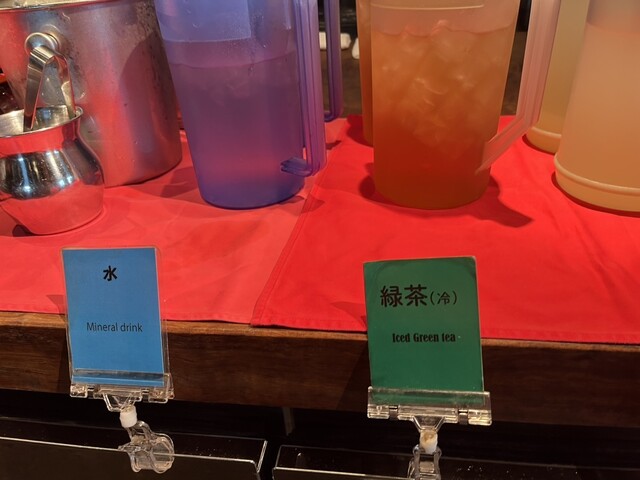 水
Mineral drink
緑茶(冷)
Iced Green tea